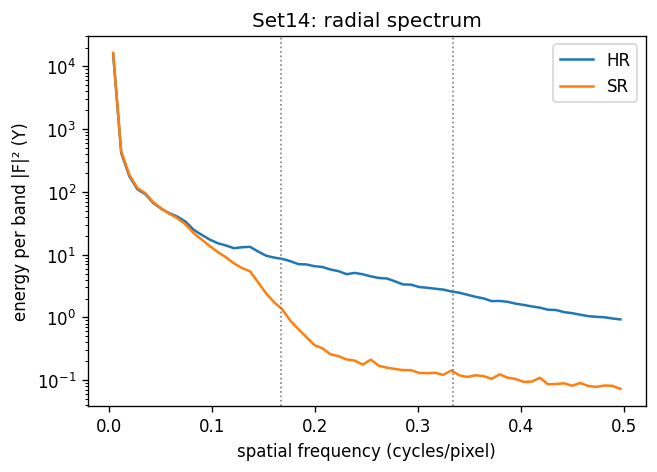 Set14: radial spectrum
energy per band |F|² (Y)
10⁴
10³
10²
10¹
10⁰
10⁻¹
HR
SR
0.0 0.1 0.2 0.3 0.4 0.5
spatial frequency (cycles/pixel)